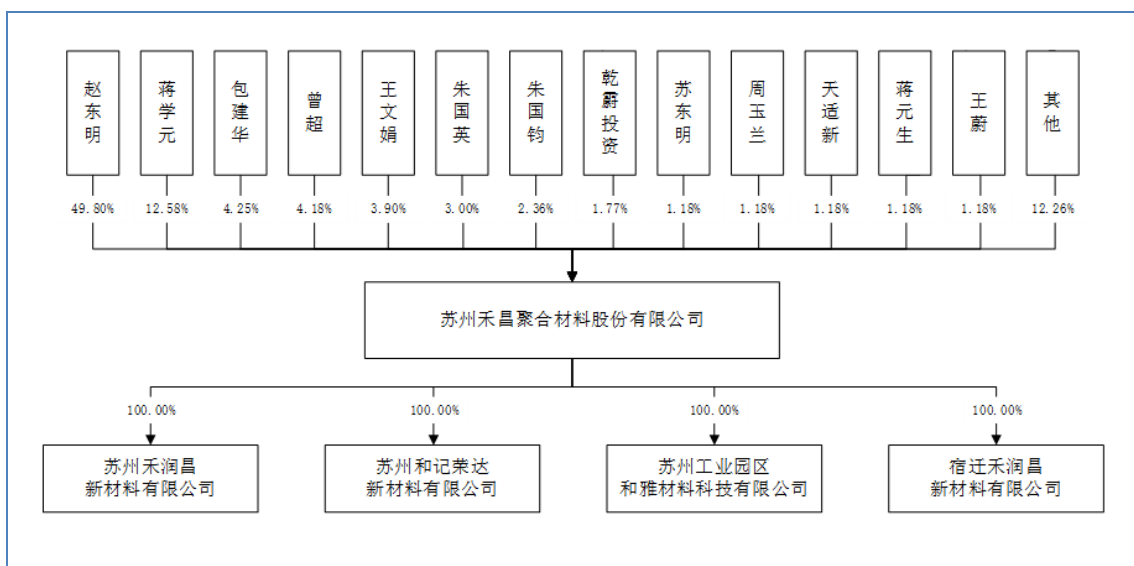 赵东明
蒋学元
包建华
曾超
王文娟
朱国英
朱国钧
乾霨投资
苏东明
周玉兰
天适新
蒋元生
王蔚
其他
49.80%
12.58%
4.25%
4.18%
3.90%
3.00%
2.36%
1.77%
1.18%
1.18%
1.18%
1.18%
1.18%
12.26%
苏州禾昌聚合材料股份有限公司
100.00%
100.00%
100.00%
100.00%
苏州禾润昌
新材料有限公司
苏州和记荣达
新材料有限公司
苏州工业园区
和雅材料科技有限公司
宿迁禾润昌
新材料有限公司